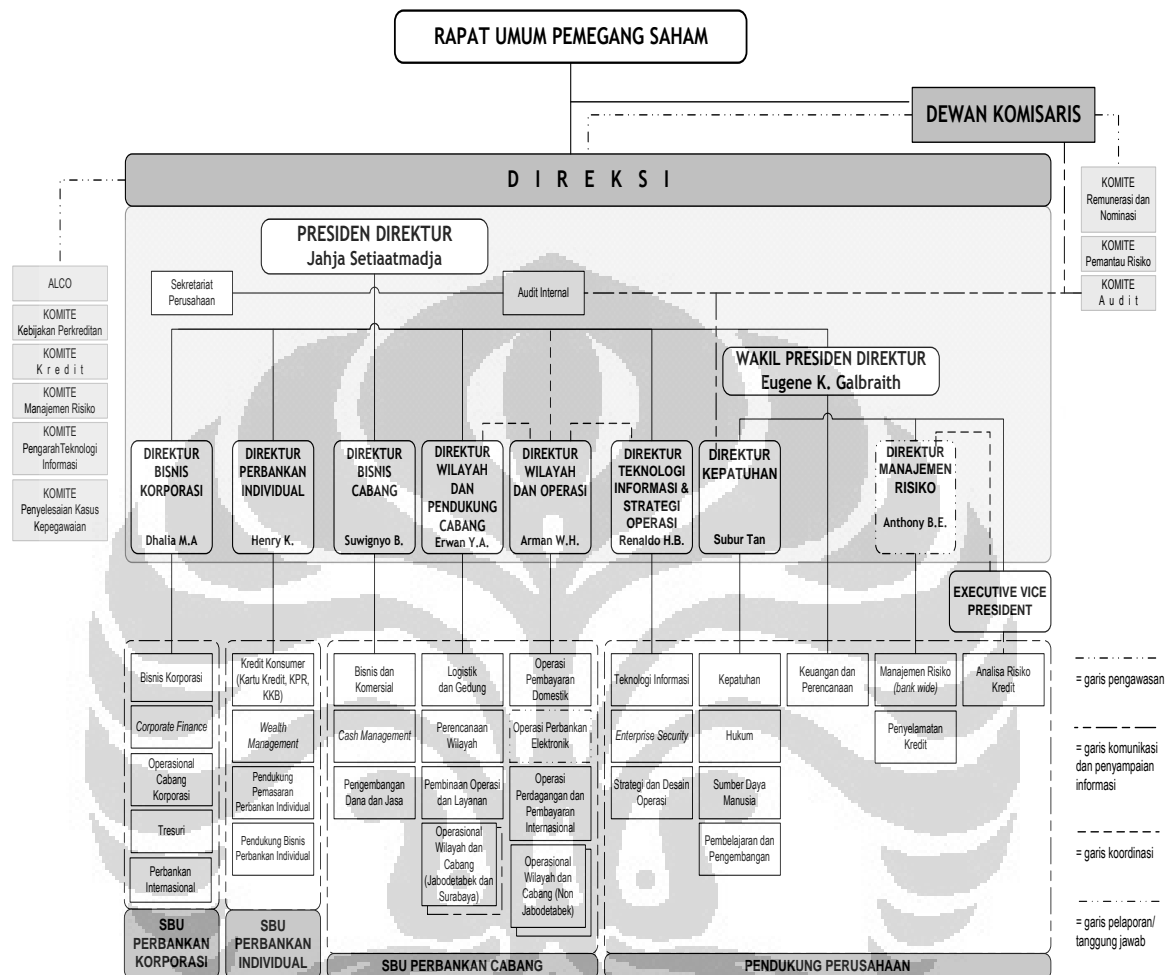 RAPAT UMUM PEMEGANG SAHAM
DEWAN KOMISARIS
D I R E K S I
KOMITE
Remunerasi dan
Nominasi
KOMITE
Pemantau Risiko
KOMITE
A u d i t
PRESIDEN DIREKTUR
Jahja Setiaatmadja
Sekretariat
Perusahaan
Audit Internal
ALCO
KOMITE
Kebijakan Perkreditan
KOMITE
K r e d i t
KOMITE
Manajemen Risiko
KOMITE
PengarahTeknologi
Informasi
KOMITE
Penyelesaian Kasus
Kepegawaian
WAKIL PRESIDEN DIREKTUR
Eugene K. Galbraith
DIREKTUR
BISNIS
KORPORASI
Dhalia M.A
DIREKTUR
PERBANKAN
INDIVIDUAL
Henry K.
DIREKTUR
BISNIS
CABANG
Suwignyo B.
DIREKTUR
WILAYAH
DAN
PENDUKUNG
CABANG
Erwan Y.A.
DIREKTUR
WILAYAH
DAN OPERASI
Arman W.H.
DIREKTUR
TEKNOLOGI
INFORMASI &
STRATEGI
OPERASI
Renaldo H.B.
DIREKTUR
KEPATUHAN
Subur Tan
DIREKTUR
MANAJEMEN
RISIKO
Anthony B.E.
EXECUTIVE VICE
PRESIDENT
Bisnis Korporasi
Corporate Finance
Operasional
Cabang
Korporasi
Tresuri
Perbankan
Internasional
SBU
PERBANKAN
KORPORASI
Kredit Konsumer
(Kartu Kredit, KPR,
KKB)
Wealth
Management
Pendukung
Pemasaran
Perbankan Individual
Pendukung Bisnis
Perbankan Individual
SBU
PERBANKAN
INDIVIDUAL
Bisnis dan
Komersial
Cash Management
Pengembangan
Dana dan Jasa
Logistik
dan Gedung
Perencanaan
Wilayah
Pembinaan Operasi
dan Layanan
Operasional
Wilayah dan
Cabang
(Jabodetabek dan
Surabaya)
Operasi
Pembayaran
Domestik
Operasi Perbankan
Elektronik
Operasi
Perdagangan dan
Pembayaran
Internasional
Operasional
Wilayah dan
Cabang (Non
Jabodetabek)
SBU PERBANKAN CABANG
Teknologi Informasi
Enterprise Security
Strategi dan Desain
Operasi
Kepatuhan
Hukum
Sumber Daya
Manusia
Pembelajaran dan
Pengembangan
Keuangan dan
Perencanaan
Manajemen Risiko
(bank wide)
Penyelamatan
Kredit
Analisa Risiko
Kredit
PENDUKUNG PERUSAHAAN
= garis pengawasan
= garis komunikasi
dan penyampaian
informasi
= garis koordinasi
= garis pelaporan/
tanggung jawab